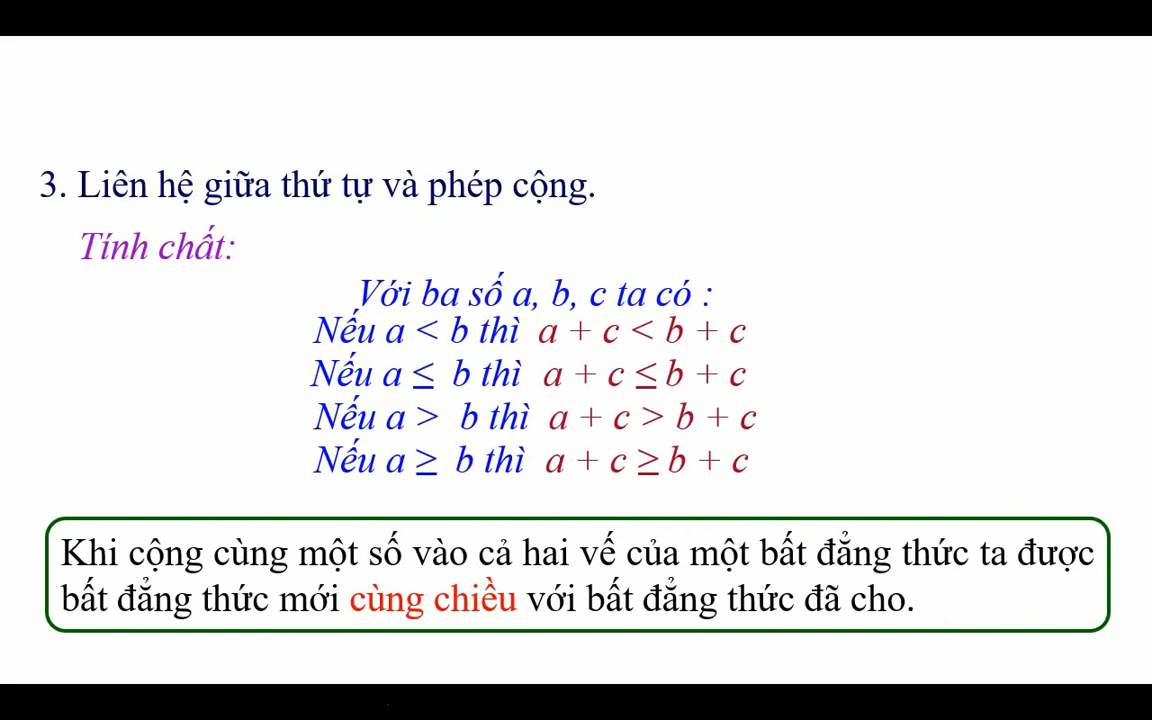 3. Liên hệ giữa thứ tự và phép cộng.
Tính chất:
Với ba số a, b, c ta có :
Nếu a < b thì a + c < b + c
Nếu a ≤ b thì a + c ≤ b + c
Nếu a > b thì a + c > b + c
Nếu a ≥ b thì a + c ≥ b + c
Khi cộng cùng một số vào cả hai vế của một bất đẳng thức ta được
bất đẳng thức mới cùng chiều với bất đẳng thức đã cho.